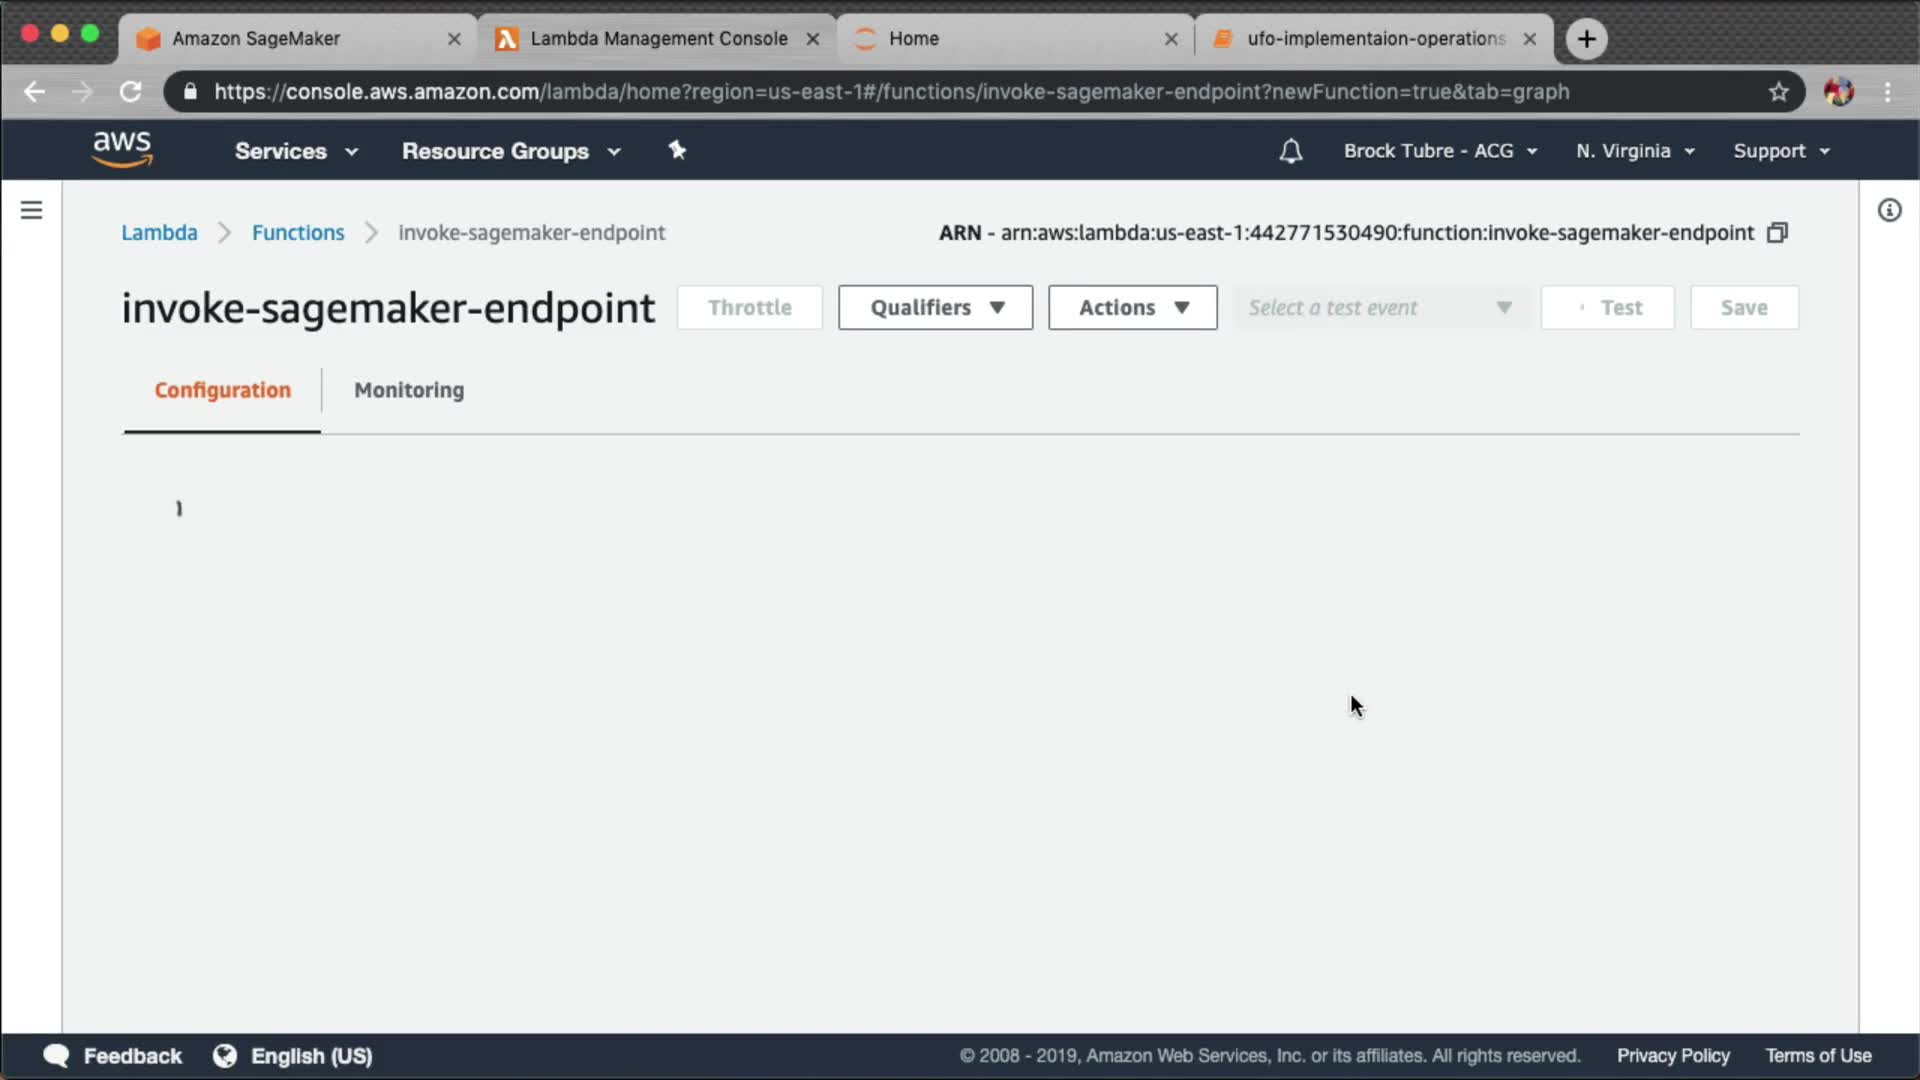 Amazon SageMaker
Lambda Management Console
Home
ufo-implementaion-operations
https://console.aws.amazon.com/lambda/home?region=us-east-1#/functions/invoke-sagemaker-endpoint?newFunction=true&tab=graph
aws
Services
Resource Groups
Brock Tubre - ACG
N. Virginia
Support
Lambda
Functions
invoke-sagemaker-endpoint
ARN - arn:aws:lambda:us-east-1:442771530490:function:invoke-sagemaker-endpoint
invoke-sagemaker-endpoint
Throttle
Qualifiers
Actions
Select a test event
Test
Save
Configuration
Monitoring
Feedback
English (US)
© 2008 - 2019, Amazon Web Services, Inc. or its affiliates. All rights reserved.
Privacy Policy
Terms of Use